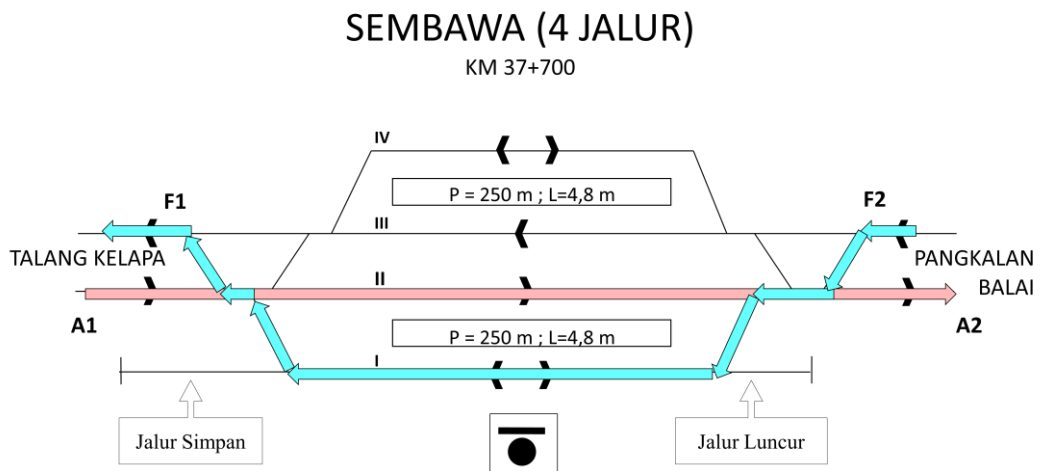 SEMBAWA (4 JALUR)
KM 37+700
IV
P = 250 m ; L=4,8 m
F1
F2
III
TALANG KELAPA
PANGKALAN
BALAI
II
A1
A2
P = 250 m ; L=4,8 m
I
Jalur Simpan
Jalur Luncur